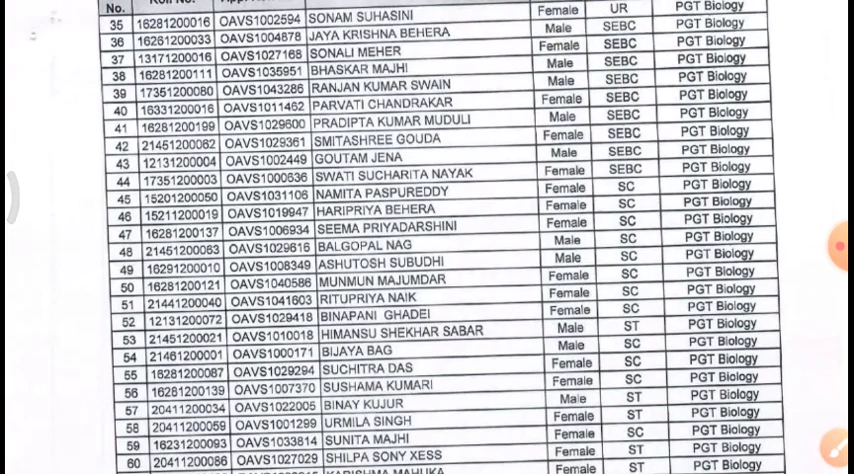 No. Roll No.
35 16281200016 OAVS1002594 SONAM SUHASINI Female UR PGT Biology
36 16261200033 OAVS1004878 JAYA KRISHNA BEHERA Male SEBC PGT Biology
37 13171200016 OAVS1027168 SONALI MEHER Female SEBC PGT Biology
38 16281200111 OAVS1035951 BHASKAR MAJHI Male SEBC PGT Biology
39 17351200080 OAVS1043286 RANJAN KUMAR SWAIN Male SEBC PGT Biology
40 16331200016 OAVS1011462 PARVATI CHANDRAKAR Female SEBC PGT Biology
41 16281200199 OAVS1029600 PRADIPTA KUMAR MUDULI Male SEBC PGT Biology
42 21451200062 OAVS1029361 SMITASHREE GOUDA Female SEBC PGT Biology
43 12131200004 OAVS1002449 GOUTAM JENA Male SEBC PGT Biology
44 17351200003 OAVS1000636 SWATI SUCHARITA NAYAK Female SEBC PGT Biology
45 15201200050 OAVS1031106 NAMITA PASPUREDDY Female SC PGT Biology
46 15211200019 OAVS1019947 HARIPRIYA BEHERA Female SC PGT Biology
47 16281200137 OAVS1006934 SEEMA PRIYADARSHINI Female SC PGT Biology
48 21451200063 OAVS1029616 BALGOPAL NAG Male SC PGT Biology
49 16291200010 OAVS1008349 ASHUTOSH SUBUDHI Male SC PGT Biology
50 16281200121 OAVS1040586 MUNMUN MAJUMDAR Female SC PGT Biology
51 21441200040 OAVS1041603 RITUPRIYA NAIK Female SC PGT Biology
52 12131200072 OAVS1029418 BINAPANI GHADEI Female SC PGT Biology
53 21451200021 OAVS1010018 HIMANSU SHEKHAR SABAR Male ST PGT Biology
54 21461200001 OAVS1000171 BIJAYA BAG Male SC PGT Biology
55 16281200087 OAVS1029294 SUCHITRA DAS Female SC PGT Biology
56 16281200139 OAVS1007370 SUSHAMA KUMARI Female SC PGT Biology
57 20411200034 OAVS1022005 BINAY KUJUR Male ST PGT Biology
58 20411200059 OAVS1001299 URMILA SINGH Female ST PGT Biology
59 16231200093 OAVS1033814 SUNITA MAJHI Female SC PGT Biology
60 20411200086 OAVS1027029 SHILPA SONY XESS Female ST PGT Biology
KARISHMA MAHUKA Female ST PGT Biology